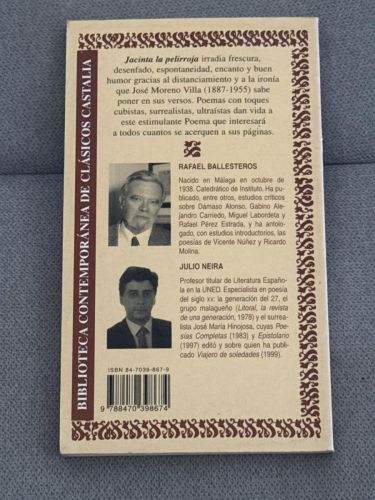 BIBLIOTECA CONTEMPORÁNEA DE CLÁSICOS CASTALIA
Jacinta la pelirroja irradia frescura,
desenfado, espontaneidad, encanto y buen
humor gracias al distanciamiento y a la ironía
que José Moreno Villa (1887-1955) sabe
poner en sus versos. Poemas con toques
cubistas, surrealistas, ultraístas dan vida a
este estimulante Poema que interesará
a todos cuantos se acerquen a sus páginas.
RAFAEL BALLESTEROS
Nacido en Málaga en octubre de
1938. Catedrático de Instituto. Ha pu-
blicado, entre otros, estudios críticos
sobre Dámaso Alonso, Gabino Ale-
jandro Carriedo, Miguel Labordeta y
Rafael Pérez Estrada, y ha antolo-
gado, con estudios introductorios, las
poesías de Vicente Núñez y Ricardo
Molina.
JULIO NEIRA
Profesor titular de Literatura Españo-
la en la UNED. Especialista en poesía
del siglo XX: la generación del 27, el
grupo malagueño (Litoral, la revista
de una generación, 1978) y el surrea-
lista José María Hinojosa, cuyas Poe-
sías Completas (1983) y Epistolario
(1997) editó y sobre quien ha publi-
cado Viajero de soledades (1999).
ISBN 84-7039-867-9
9 788470 398674